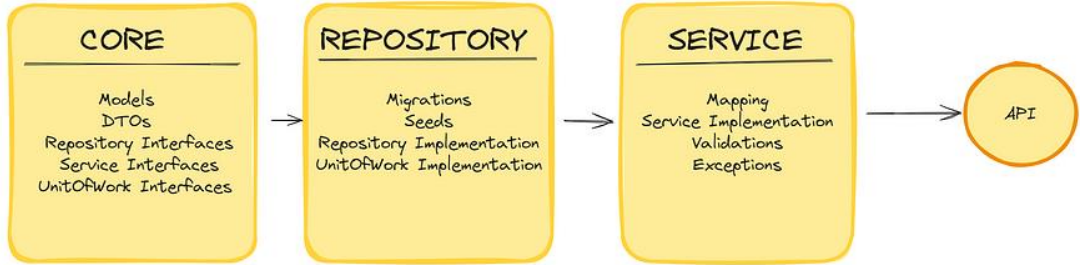 CORE
Models
DTOs
Repository Interfaces
Service Interfaces
UnitOfWork Interfaces
REPOSITORY
Migrations
Seeds
Repository Implementation
UnitOfWork Implementation
SERVICE
Mapping
Service Implementation
Validations
Exceptions
API